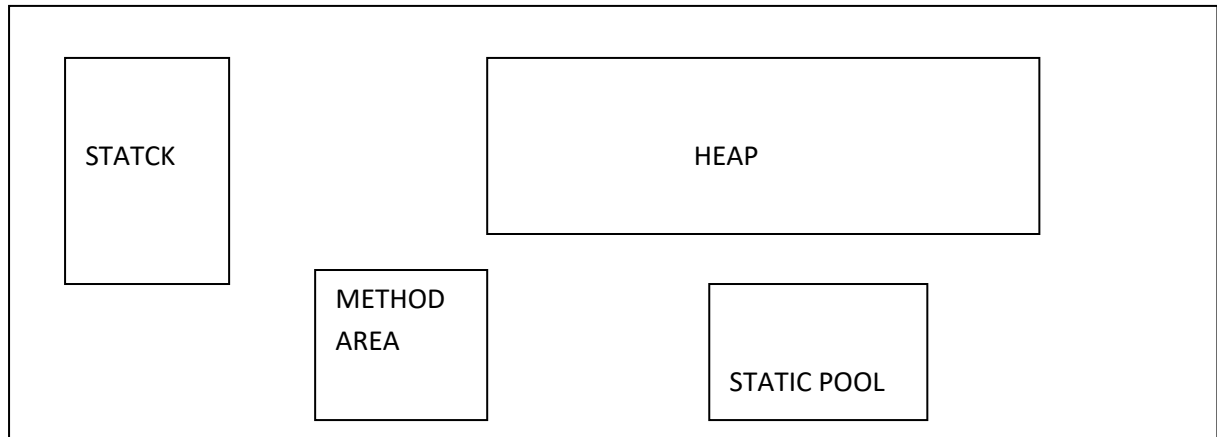 STATCK
HEAP
METHOD
AREA
STATIC POOL